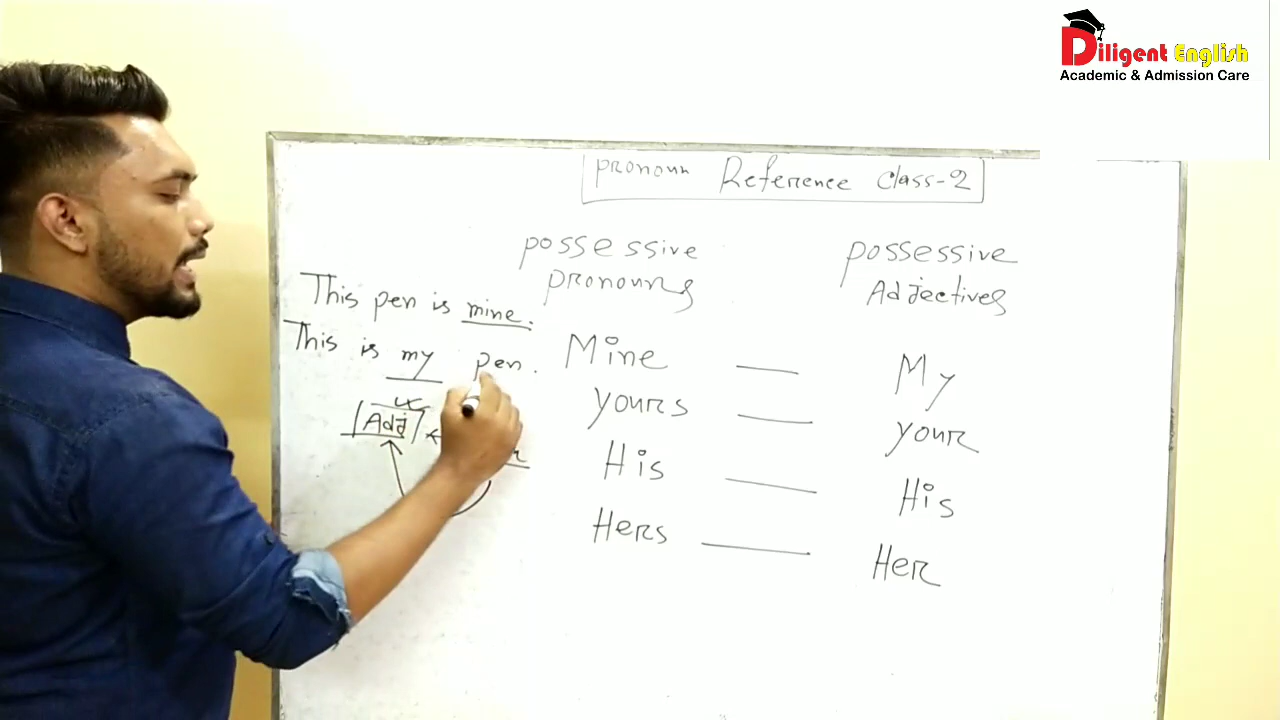 Diligent English
Academic & Admission Care
Pronoun Reference Class-2
possessive pronouns
possessive Adjectives
This pen is mine.
This is my pen.
Adj
Mine — My
yours — your
His — His
Hers — Her